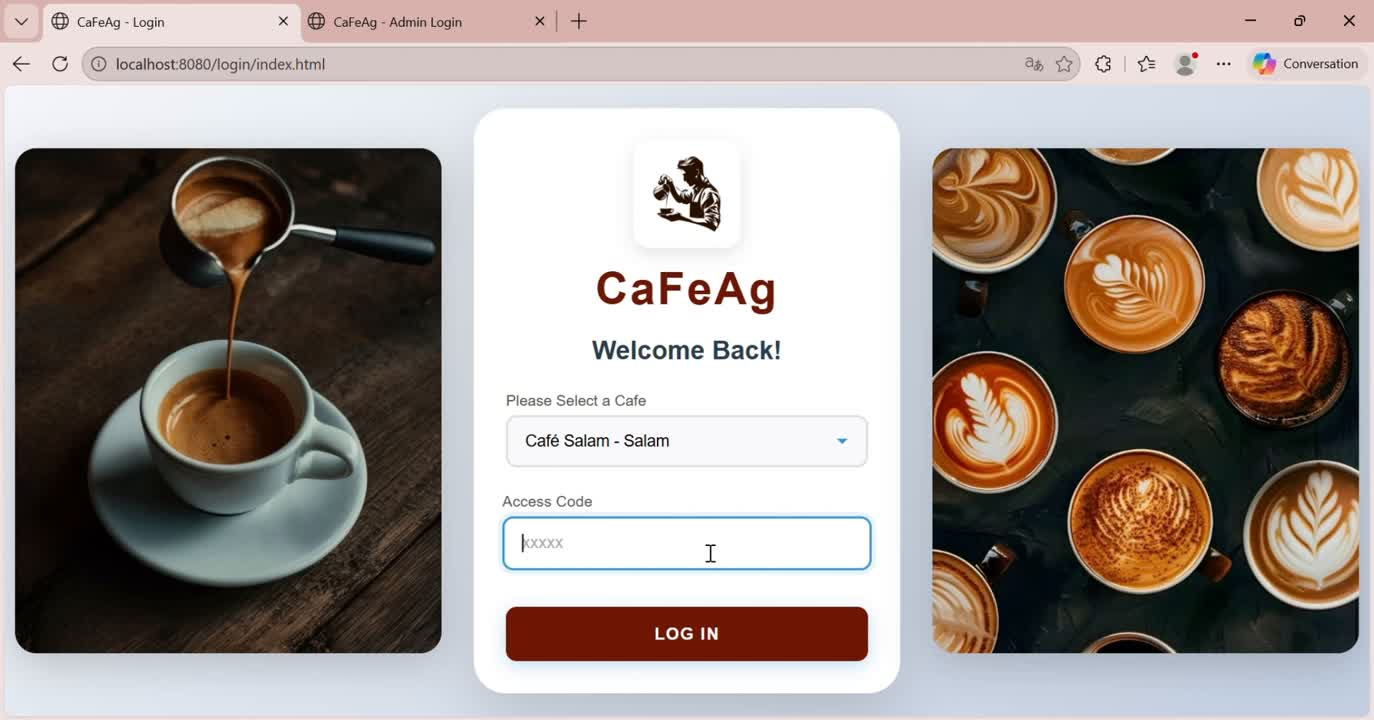 CaFeAg - Login
CaFeAg - Admin Login
localhost:8080/login/index.html
Conversation
CaFeAg
Welcome Back!
Please Select a Cafe
Café Salam - Salam
Access Code
xxxxx
LOG IN